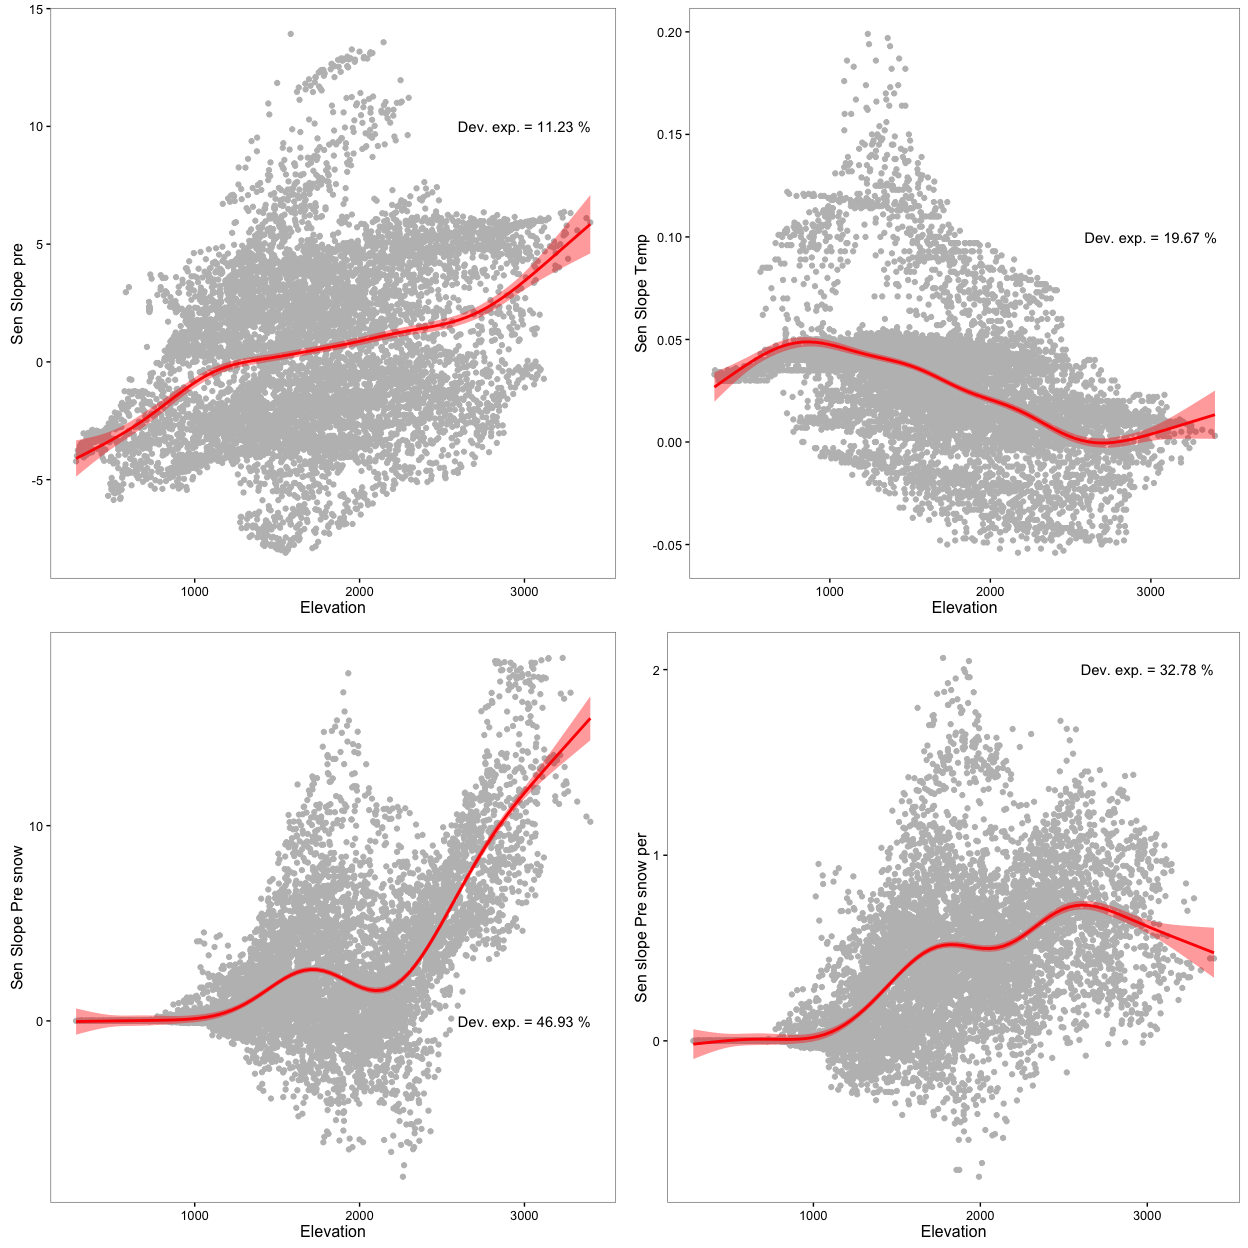 15
10
5
0
-5
Sen Slope pre
Dev. exp. = 11.23 %
1000
2000
3000
Elevation
0.20
0.15
0.10
0.05
0.00
-0.05
Sen Slope Temp
Dev. exp. = 19.67 %
1000
2000
3000
Elevation
10
0
Sen Slope Pre snow
Dev. exp. = 46.93 %
1000
2000
3000
Elevation
2
1
0
Sen slope Pre snow per
Dev. exp. = 32.78 %
1000
2000
3000
Elevation